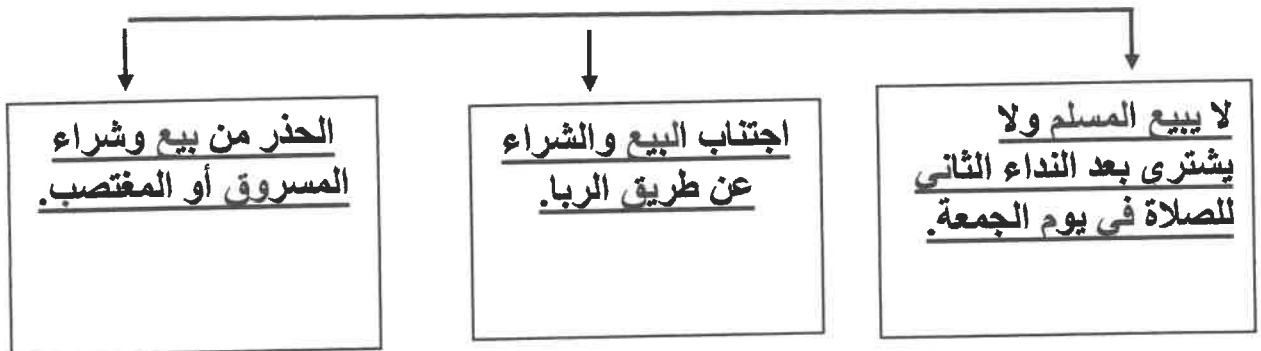 لا يبيع المسلم ولا
يشترى بعد النداء الثاني
للصلاة في يوم الجمعة.
اجتناب البيع والشراء
عن طريق الربا.
الحذر من بيع وشراء
المسروق أو المغتصب.